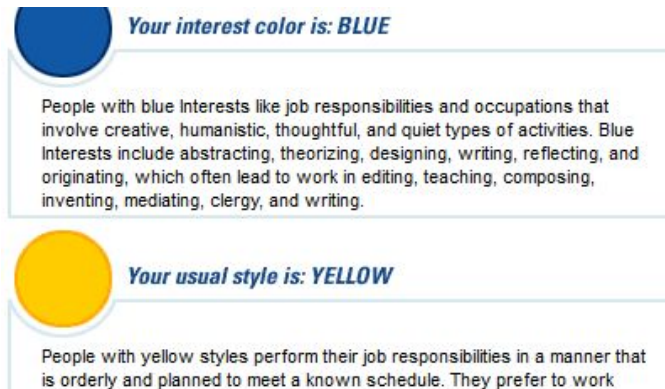 Your interest color is: BLUE
People with blue Interests like job responsibilities and occupations that
involve creative, humanistic, thoughtful, and quiet types of activities. Blue
Interests include abstracting, theorizing, designing, writing, reflecting, and
originating, which often lead to work in editing, teaching, composing,
inventing, mediating, clergy, and writing.
Your usual style is: YELLOW
People with yellow styles perform their job responsibilities in a manner that
is orderly and planned to meet a known schedule. They prefer to work